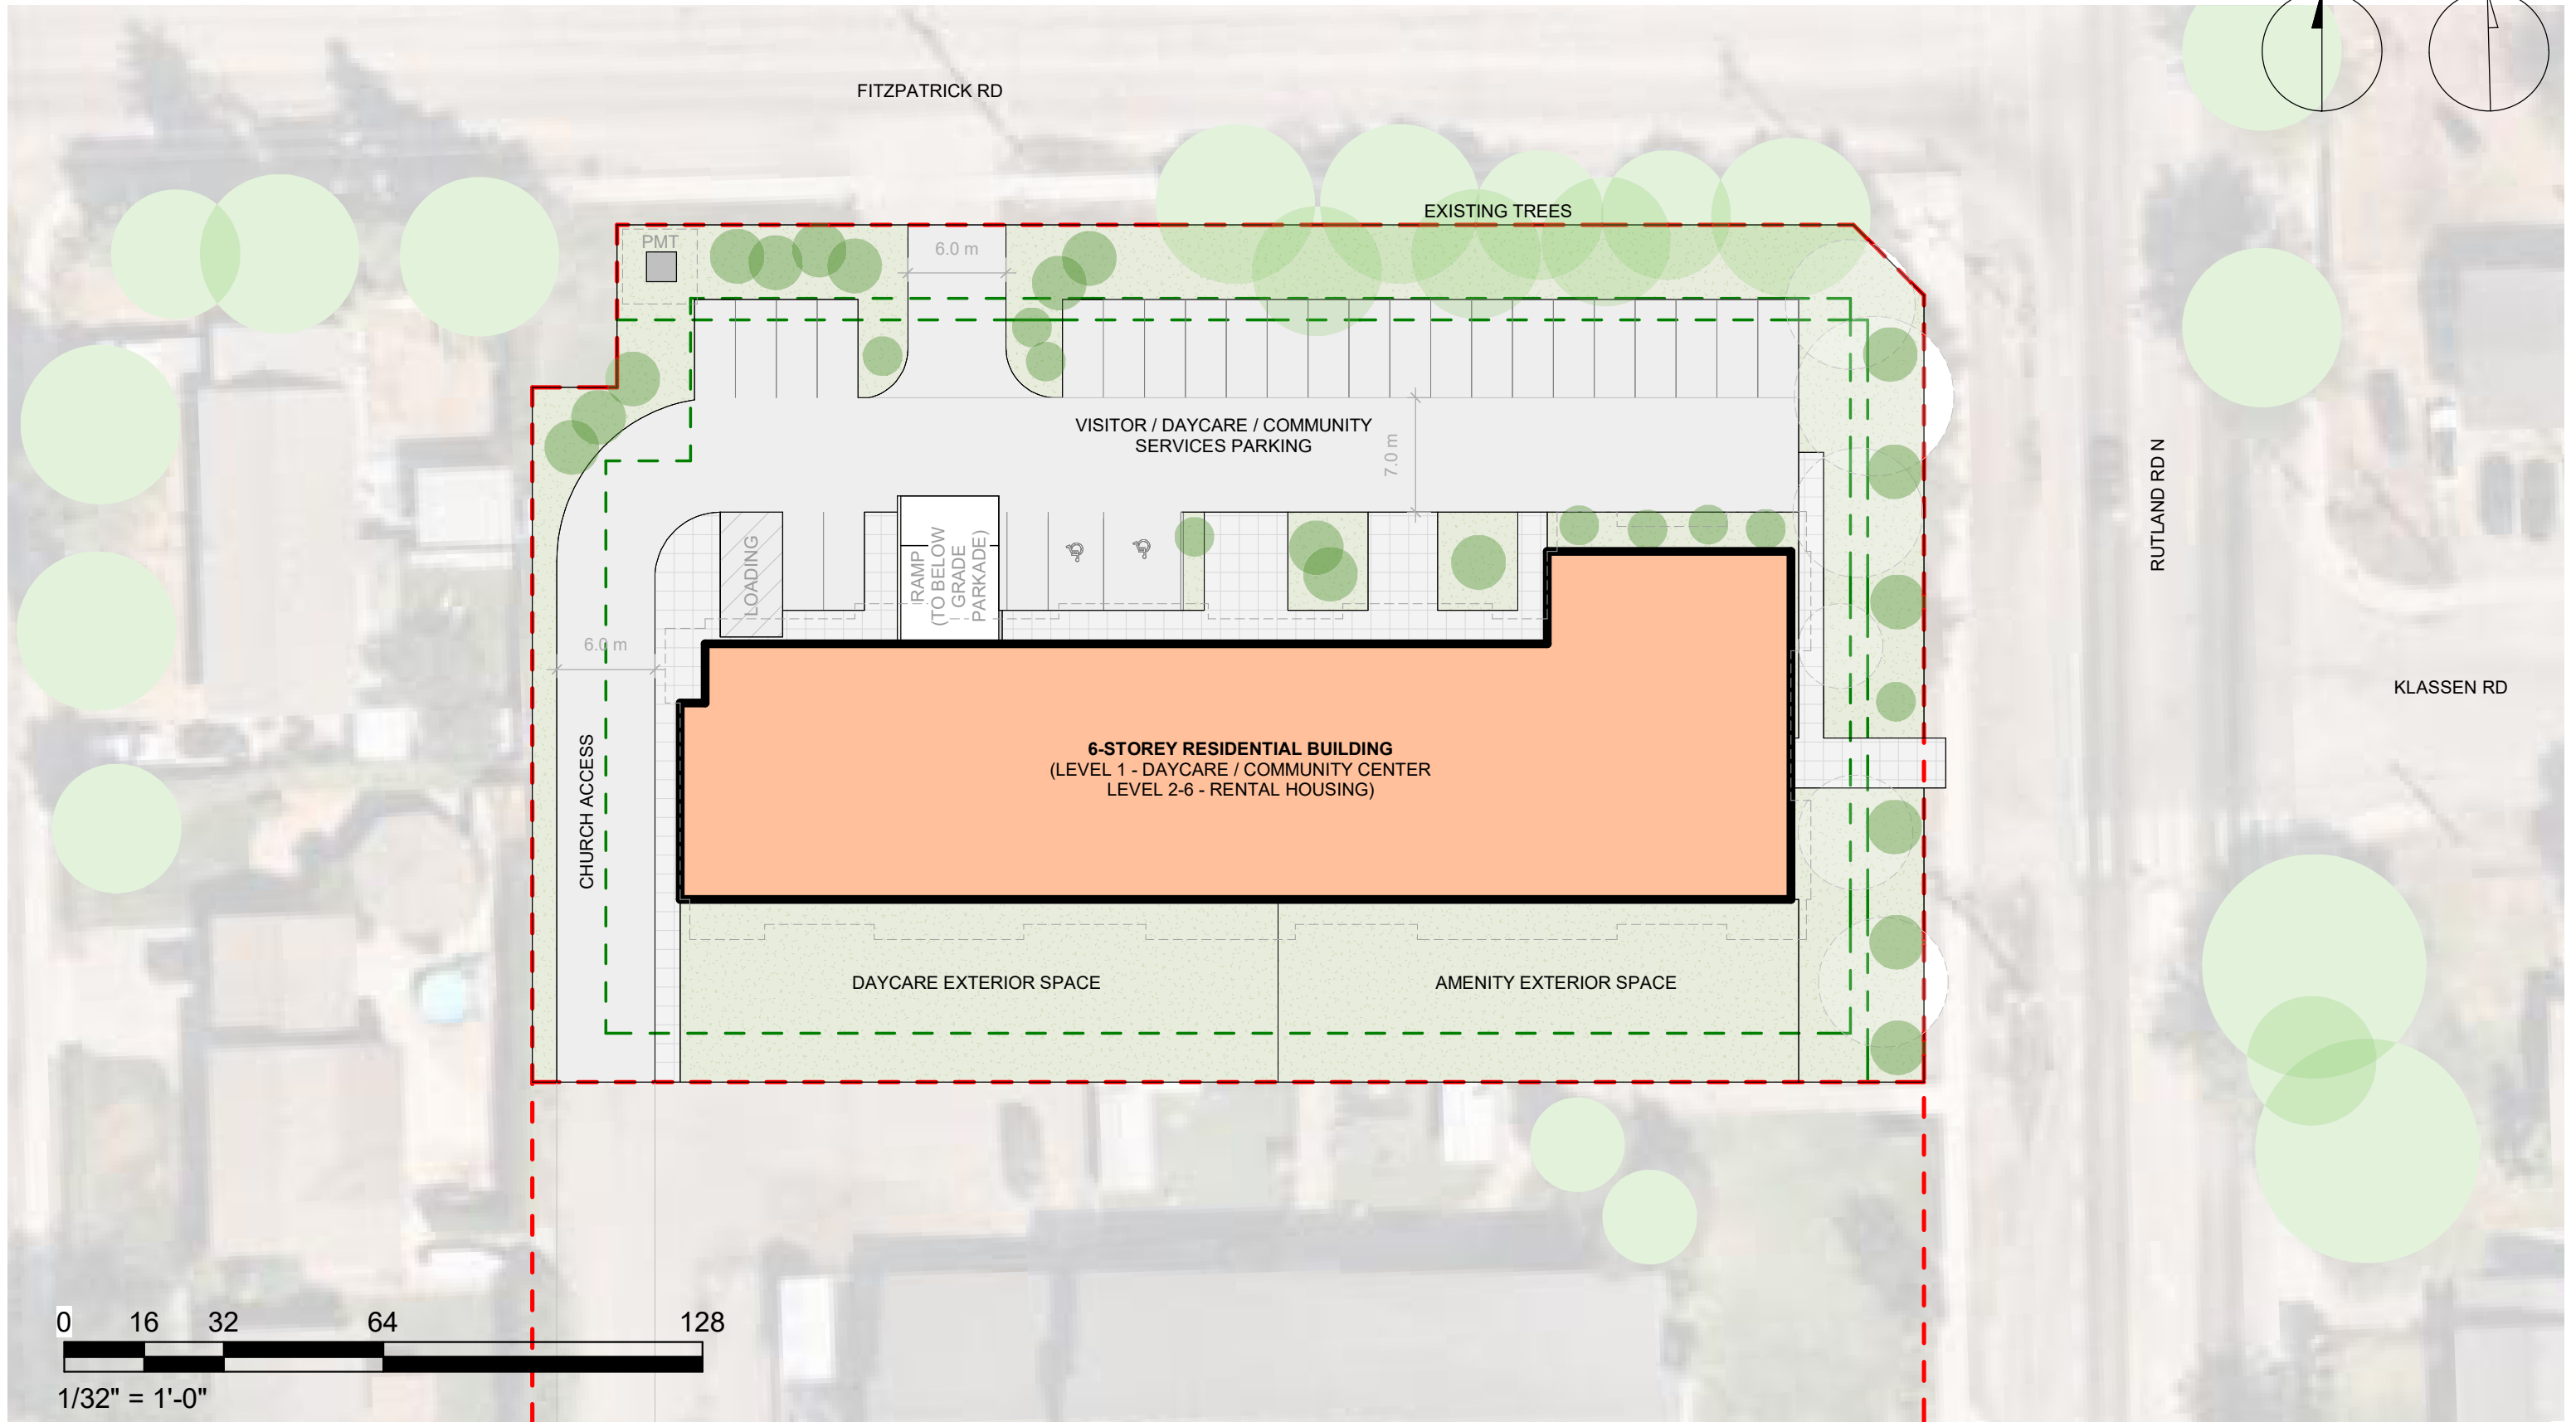 FITZPATRICK RD
EXISTING TREES
PMT
6.0 m
VISITOR / DAYCARE / COMMUNITY
SERVICES PARKING
7.0 m
RUTLAND RD N
LOADING
RAMP
(TO BELOW
GRADE
PARKADE)
6.0 m
KLASSEN RD
CHURCH ACCESS
6-STOREY RESIDENTIAL BUILDING
(LEVEL 1 - DAYCARE / COMMUNITY CENTER
LEVEL 2-6 - RENTAL HOUSING)
DAYCARE EXTERIOR SPACE
AMENITY EXTERIOR SPACE
0 16 32 64 128
1/32" = 1'-0"